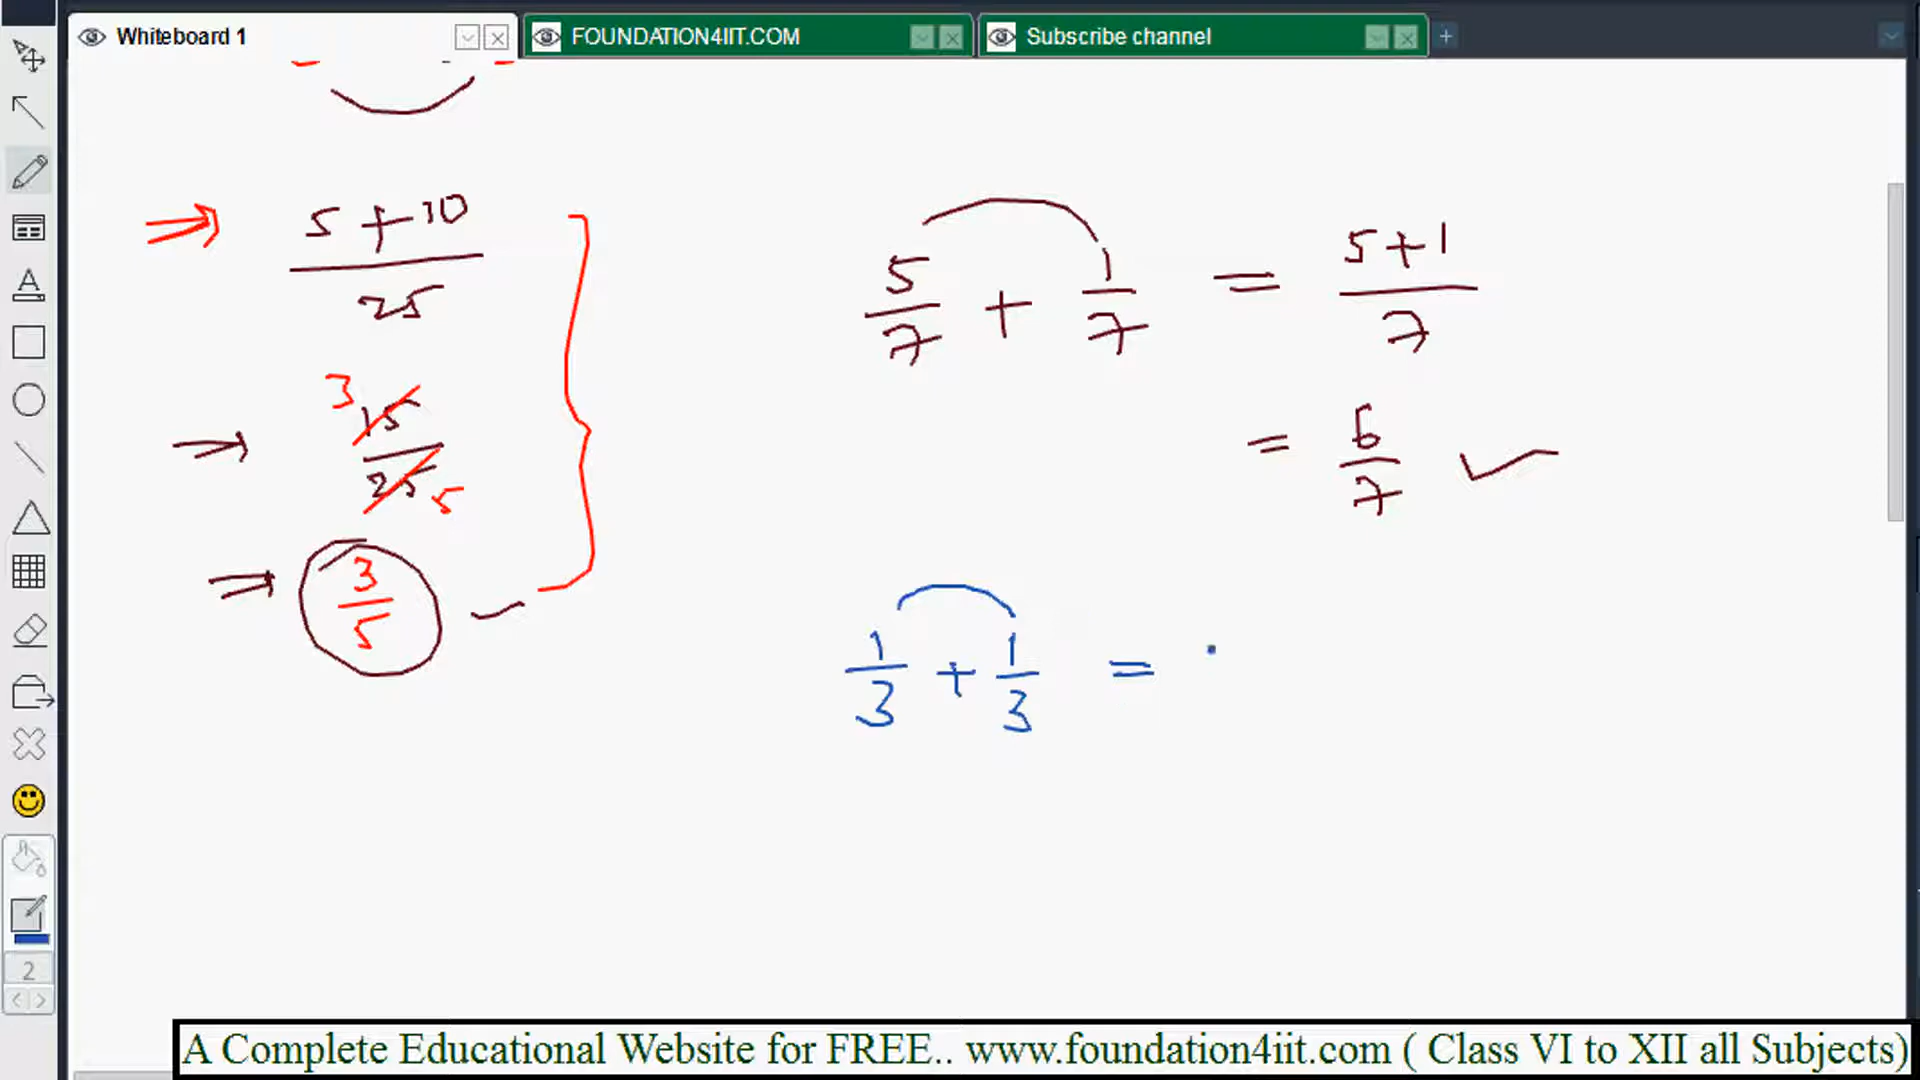 Whiteboard 1
FOUNDATION4IIT.COM
Subscribe channel
5 + 10
25
3
15
25 5
3
5
5/7 + 1/7 = 5+1/7
= 6/7
1/3 + 1/3 =
2
A Complete Educational Website for FREE.. www.foundation4iit.com ( Class VI to XII all Subjects)